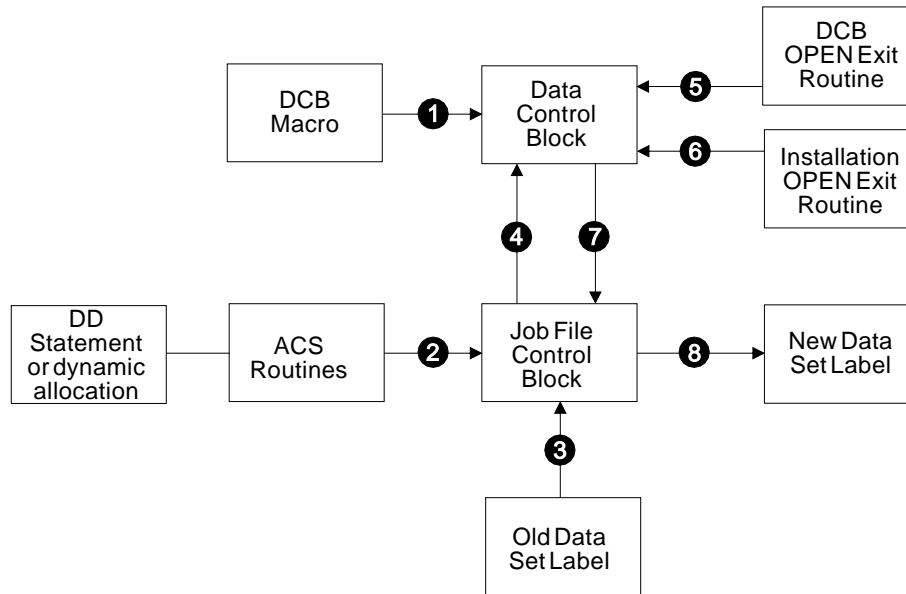 DCB
OPEN Exit
Routine
DCB
Macro
1
Data
Control
Block
5
6
Installation
OPEN Exit
Routine
4
7
DD
Statement
or dynamic
allocation
ACS
Routines
2
Job File
Control
Block
8
New Data
Set Label
3
Old Data
Set Label